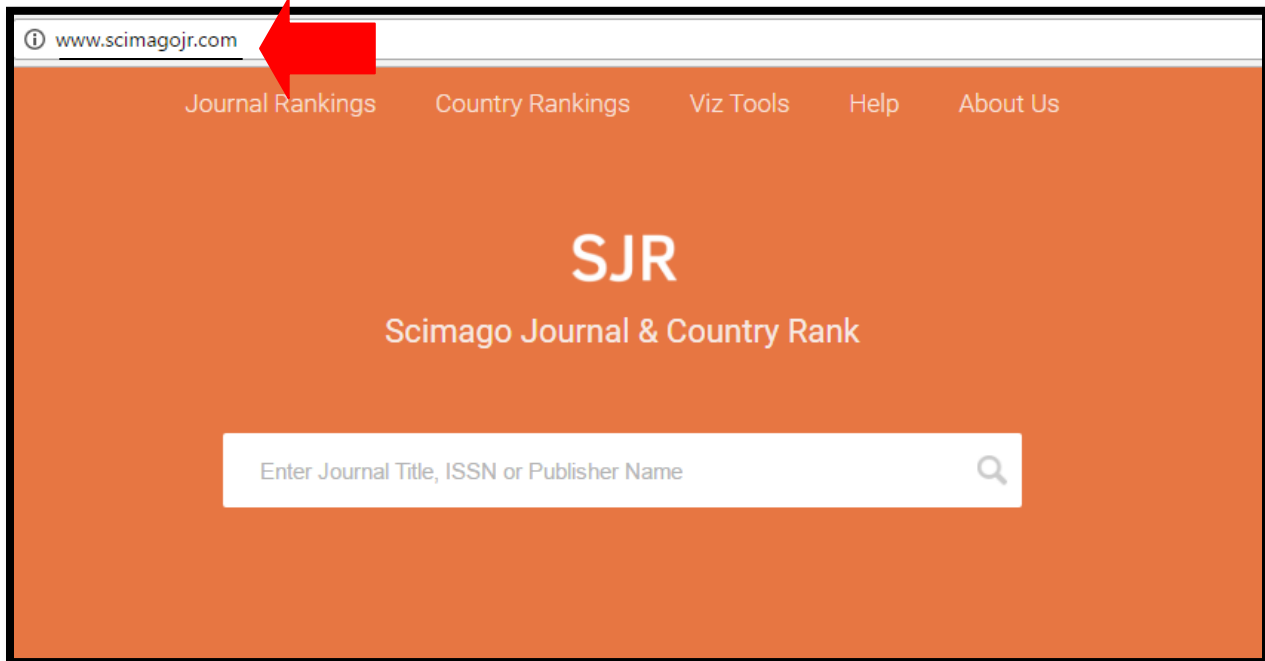 www.scimagojr.com
Journal Rankings Country Rankings Viz Tools Help About Us
SJR
Scimago Journal & Country Rank
Enter Journal Title, ISSN or Publisher Name